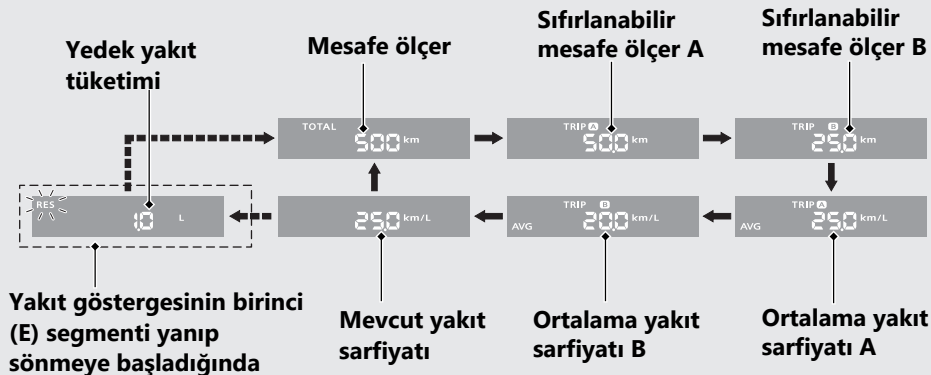 Yedek yakıt
tüketimi
Mesafe ölçer
Sıfırlanabilir
mesafe ölçer A
Sıfırlanabilir
mesafe ölçer B
TOTAL
500 km
TRIP A
50.0 km
TRIP B
25.0 km
RES
1.0 L
25.0 km/L
TRIP B
AVG 20.0 km/L
TRIP A
AVG 25.0 km/L
Yakıt göstergesinin birinci
(E) segmenti yanıp
sönmeye başladığında
Mevcut yakıt
sarfiyatı
Ortalama yakıt
sarfiyatı B
Ortalama yakıt
sarfiyatı A